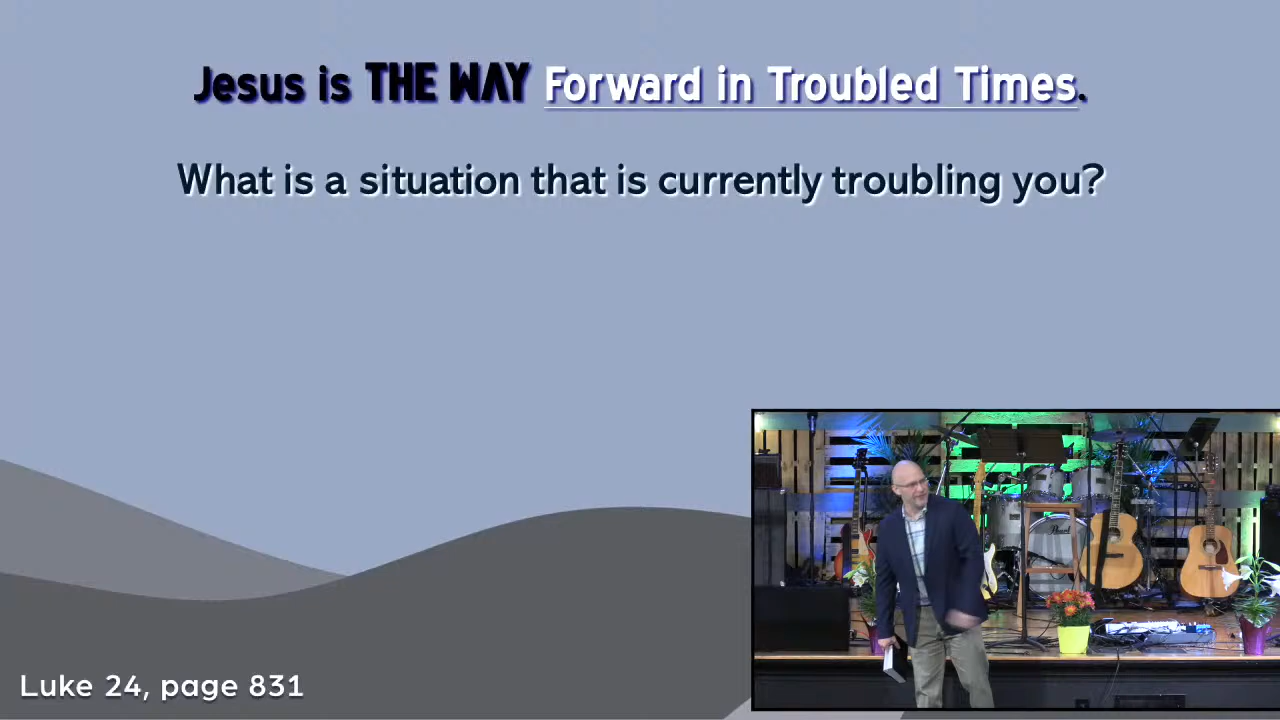 Jesus is THE WAY Forward in Troubled Times.
What is a situation that is currently troubling you?
Luke 24, page 831
Pearl